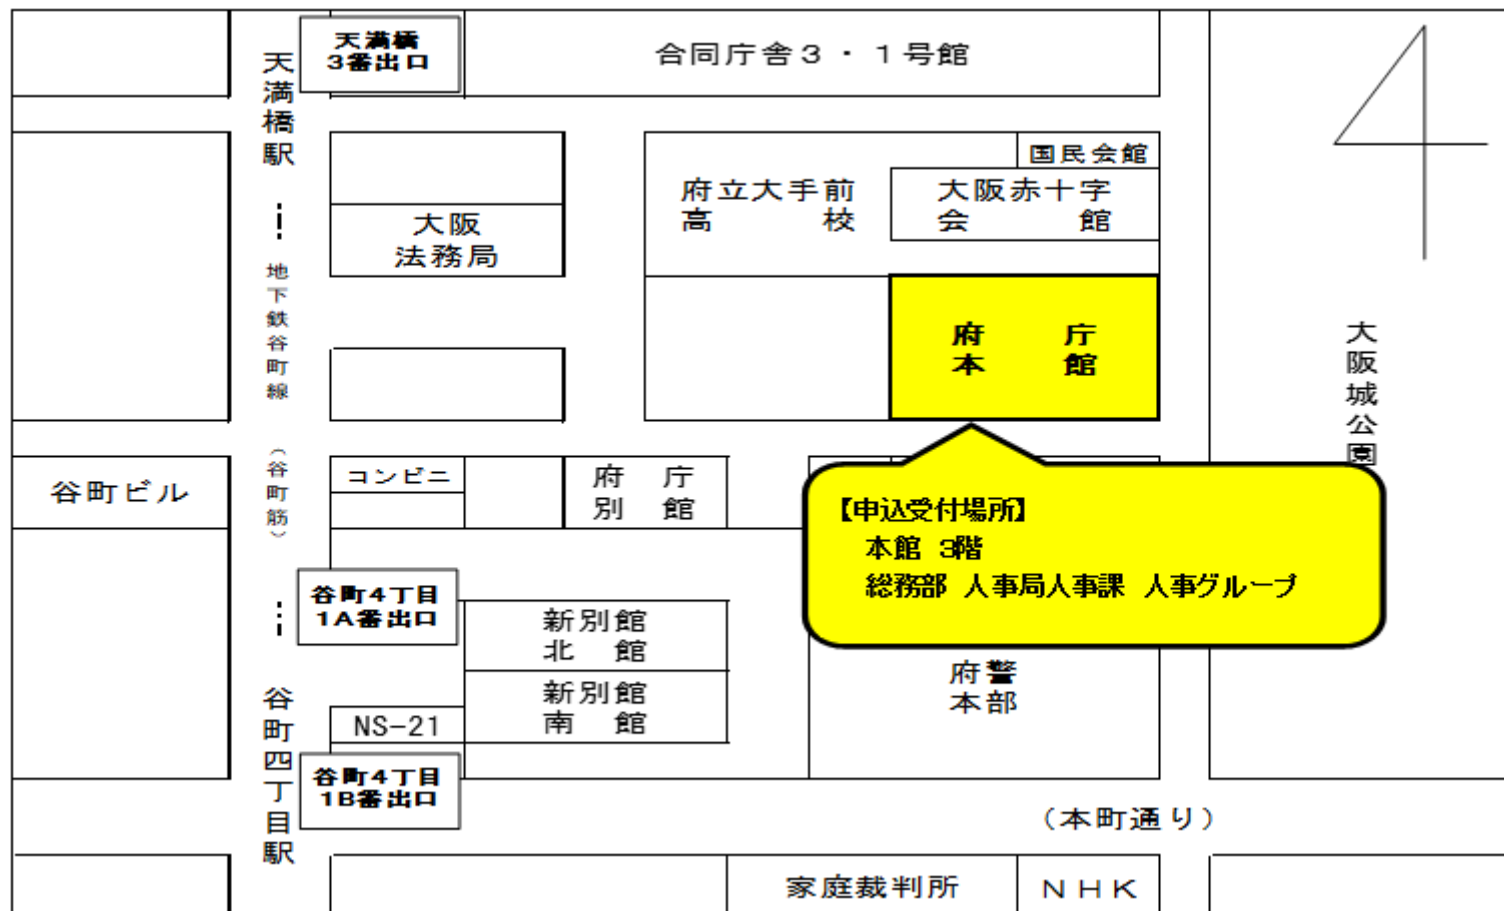 天満橋
3番出口
合同庁舎3・1号館
天満橋駅
国民会館
府立大手前
高校
大阪赤十字
会館
大阪
法務局
地下鉄谷町線
府庁
本館
大阪城公園
(谷町筋)
谷町ビル
コンビニ
府庁
別館
【申込受付場所】
本館 3階
総務部 人事局人事課 人事グループ
谷町4丁目
1A番出口
新別館
北館
新別館
南館
府警
本部
谷町四丁目駅
NS-21
谷町4丁目
1B番出口
(本町通り)
家庭裁判所
NHK